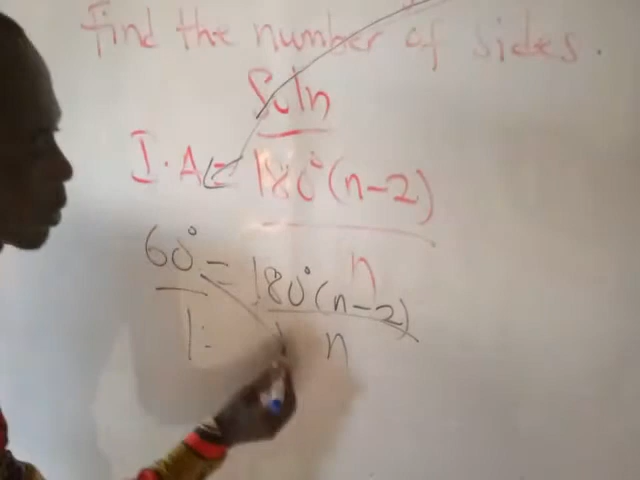 find the number of sides.
Soln
I.A = 180°(n-2)
n
60° = 180°(n-2)
1 n